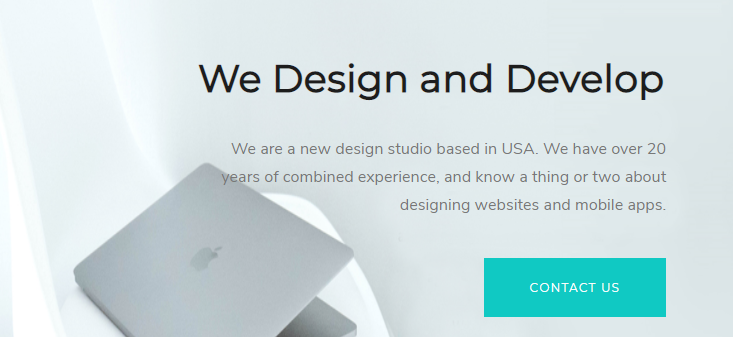 We Design and Develop
We are a new design studio based in USA. We have over 20
years of combined experience, and know a thing or two about
designing websites and mobile apps.
CONTACT US